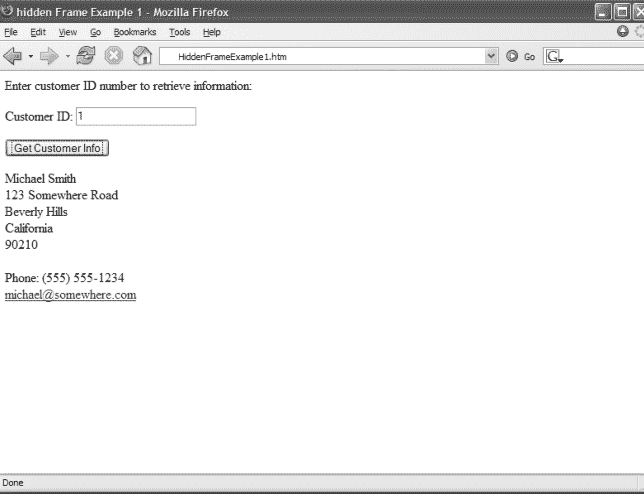 hidden Frame Example 1 - Mozilla Firefox
File Edit View Go Bookmarks Tools Help
HiddenFrameExample1.htm Go G
Enter customer ID number to retrieve information:
Customer ID: 1
Get Customer Info
Michael Smith
123 Somewhere Road
Beverly Hills
California
90210
Phone: (555) 555-1234
michael@somewhere.com
Done